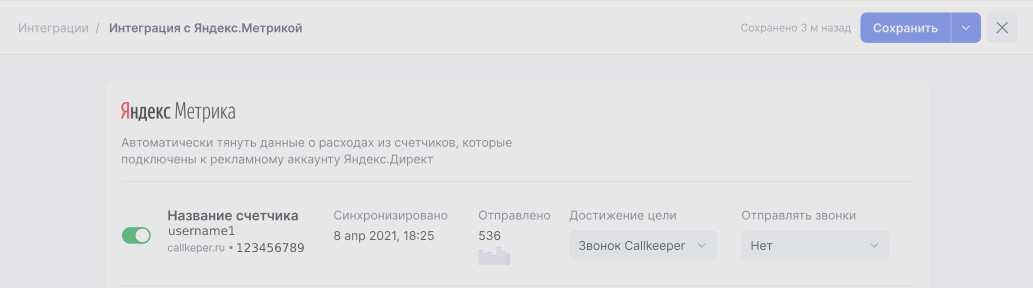 Интеграции / Интеграция с Яндекс.Метрикой
Сохранено 3 м назад
Сохранить
Яндекс Метрика
Автоматически тянуть данные о расходах из счетчиков, которые
подключены к рекламному аккаунту Яндекс.Директ
Название счетчика
username1
callkeper.ru • 123456789
Синхронизировано
8 апр 2021, 18:25
Отправлено
536
Достижение цели
Звонок Callkeeper
Отправлять звонки
Нет